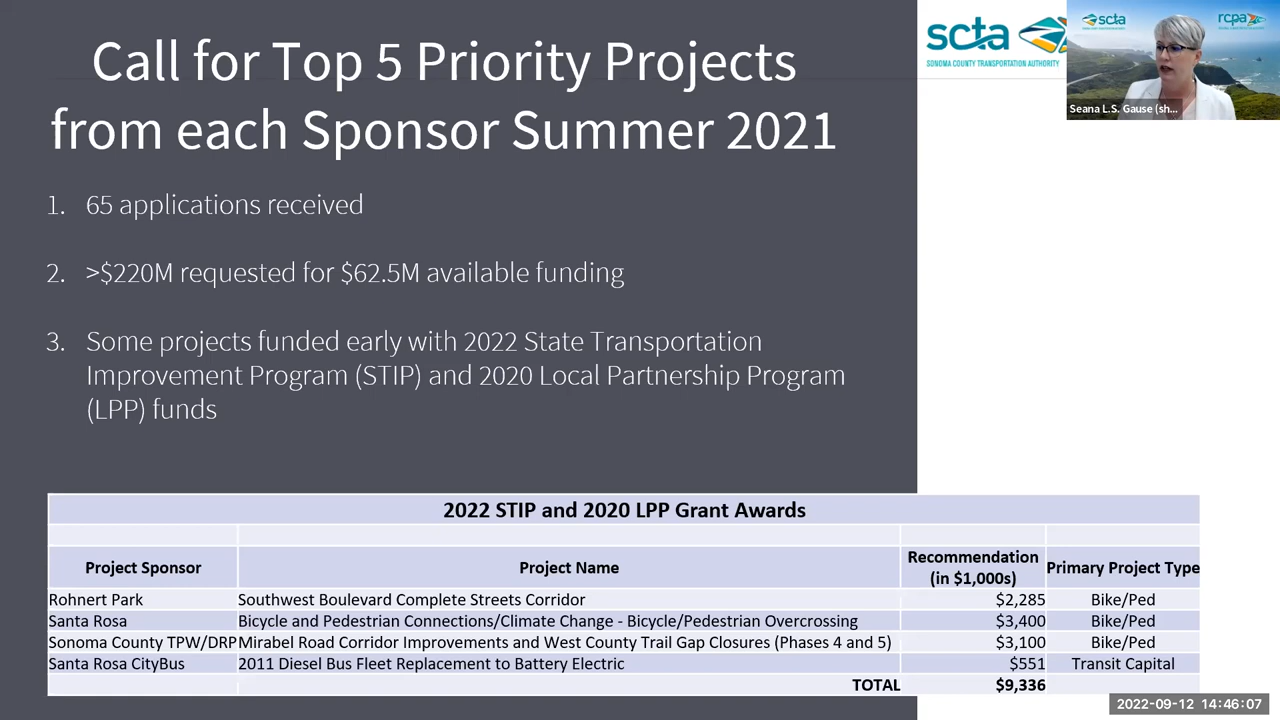 Call for Top 5 Priority Projects
from each Sponsor Summer 2021
1. 65 applications received
2. >$220M requested for $62.5M available funding
3. Some projects funded early with 2022 State Transportation
Improvement Program (STIP) and 2020 Local Partnership Program
(LPP) funds
scta
SONOMA COUNTY TRANSPORTATION AUTHORITY
scta
rcpa
Seana L.S. Gause (sh...
2022 STIP and 2020 LPP Grant Awards
Project Sponsor Project Name Recommendation (in $1,000s) Primary Project Type
Rohnert Park Southwest Boulevard Complete Streets Corridor $2,285 Bike/Ped
Santa Rosa Bicycle and Pedestrian Connections/Climate Change - Bicycle/Pedestrian Overcrossing $3,400 Bike/Ped
Sonoma County TPW/DRP Mirabel Road Corridor Improvements and West County Trail Gap Closures (Phases 4 and 5) $3,100 Bike/Ped
Santa Rosa CityBus 2011 Diesel Bus Fleet Replacement to Battery Electric $551 Transit Capital
TOTAL $9,336
2022-09-12 14:46:07